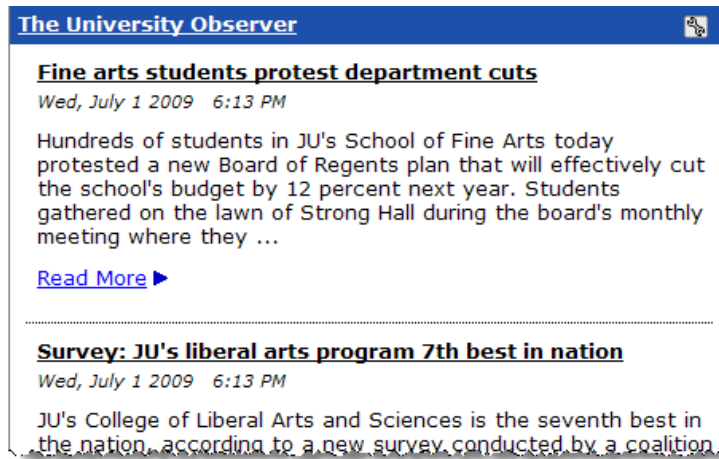 The University Observer
Fine arts students protest department cuts
Wed, July 1 2009   6:13 PM
Hundreds of students in JU's School of Fine Arts today
protested a new Board of Regents plan that will effectively cut
the school's budget by 12 percent next year. Students
gathered on the lawn of Strong Hall during the board's monthly
meeting where they ...
Read More
Survey: JU's liberal arts program 7th best in nation
Wed, July 1 2009   6:13 PM
JU's College of Liberal Arts and Sciences is the seventh best in
the nation, according to a new survey conducted by a coalition